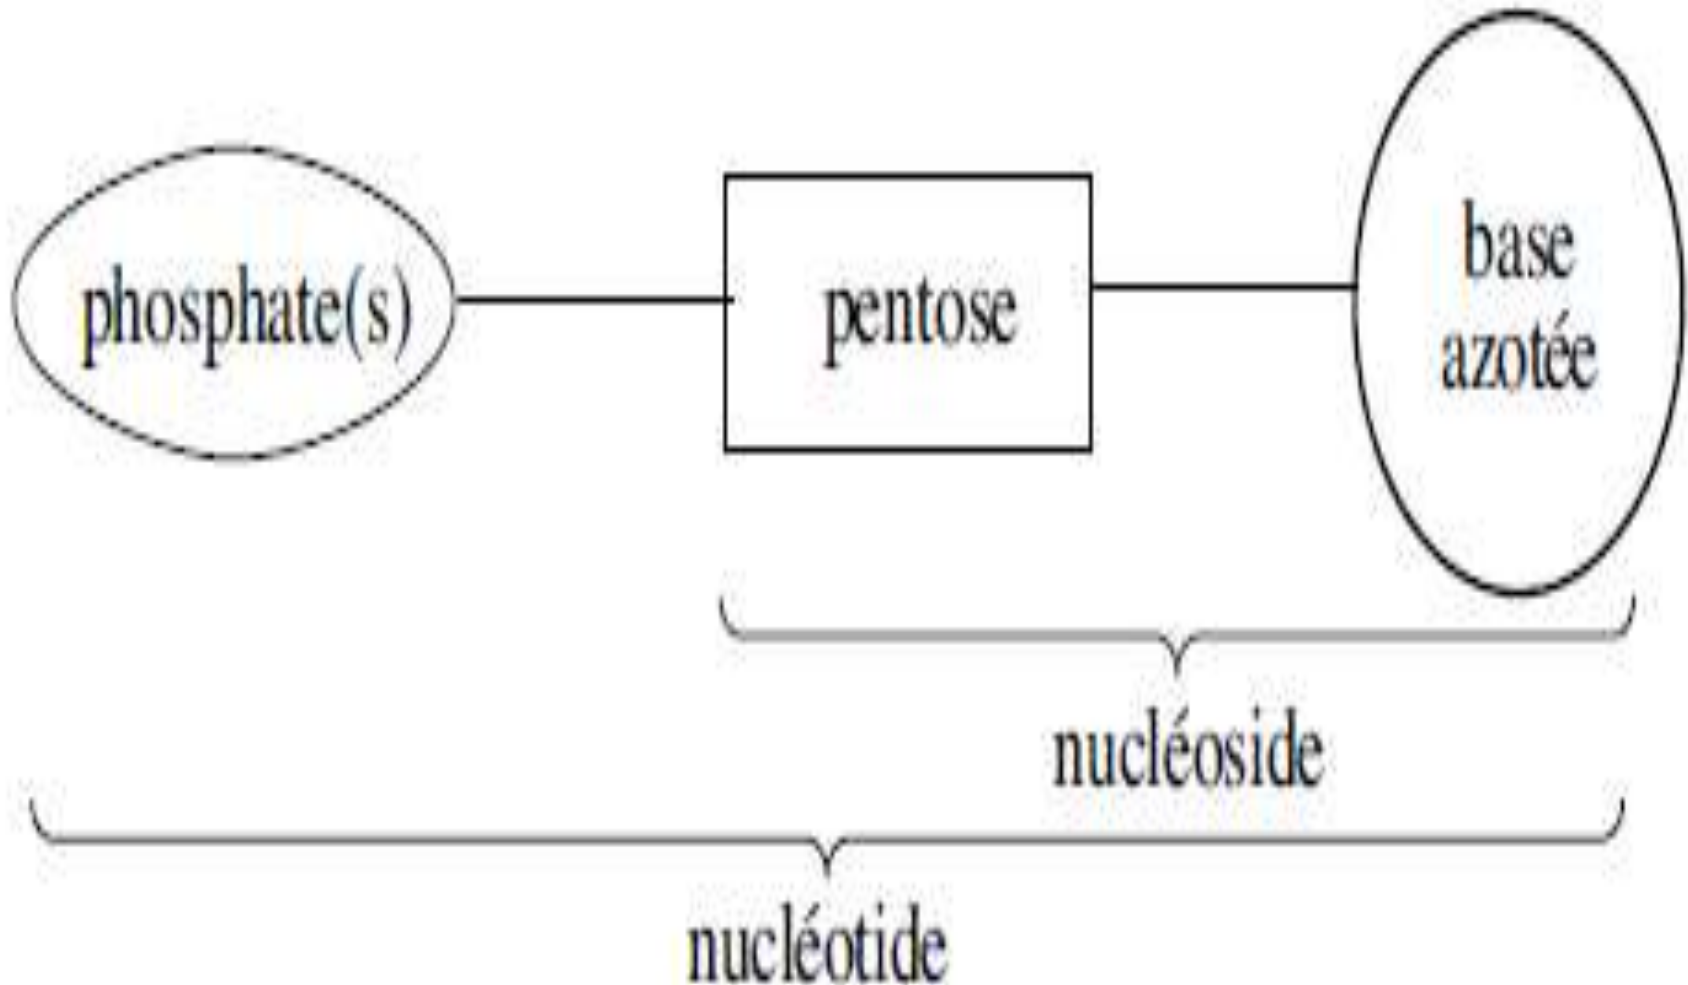 phosphate(s)
pentose
base
azotée
nucléoside
nucléotide